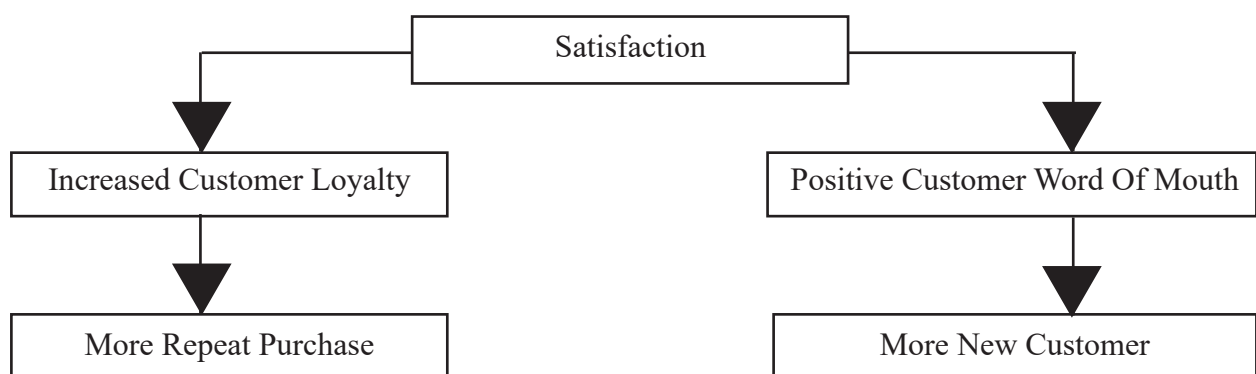 Satisfaction
Increased Customer Loyalty
Positive Customer Word Of Mouth
More Repeat Purchase
More New Customer